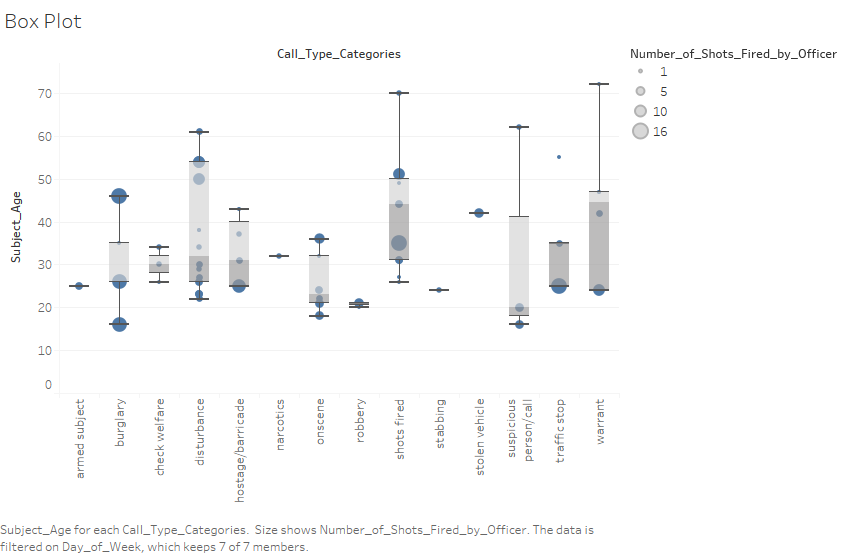 Box Plot
Call_Type_Categories
Number_of_Shots_Fired_by_Officer
1
5
10
16
Subject_Age
70
60
50
40
30
20
10
0
armed subject
burglary
check welfare
disturbance
hostage/barricade
narcotics
onscene
robbery
shots fired
stabbing
stolen vehicle
suspicious
person/call
traffic stop
warrant
Subject_Age for each Call_Type_Categories.  Size shows Number_of_Shots_Fired_by_Officer. The data is
filtered on Day_of_Week, which keeps 7 of 7 members.